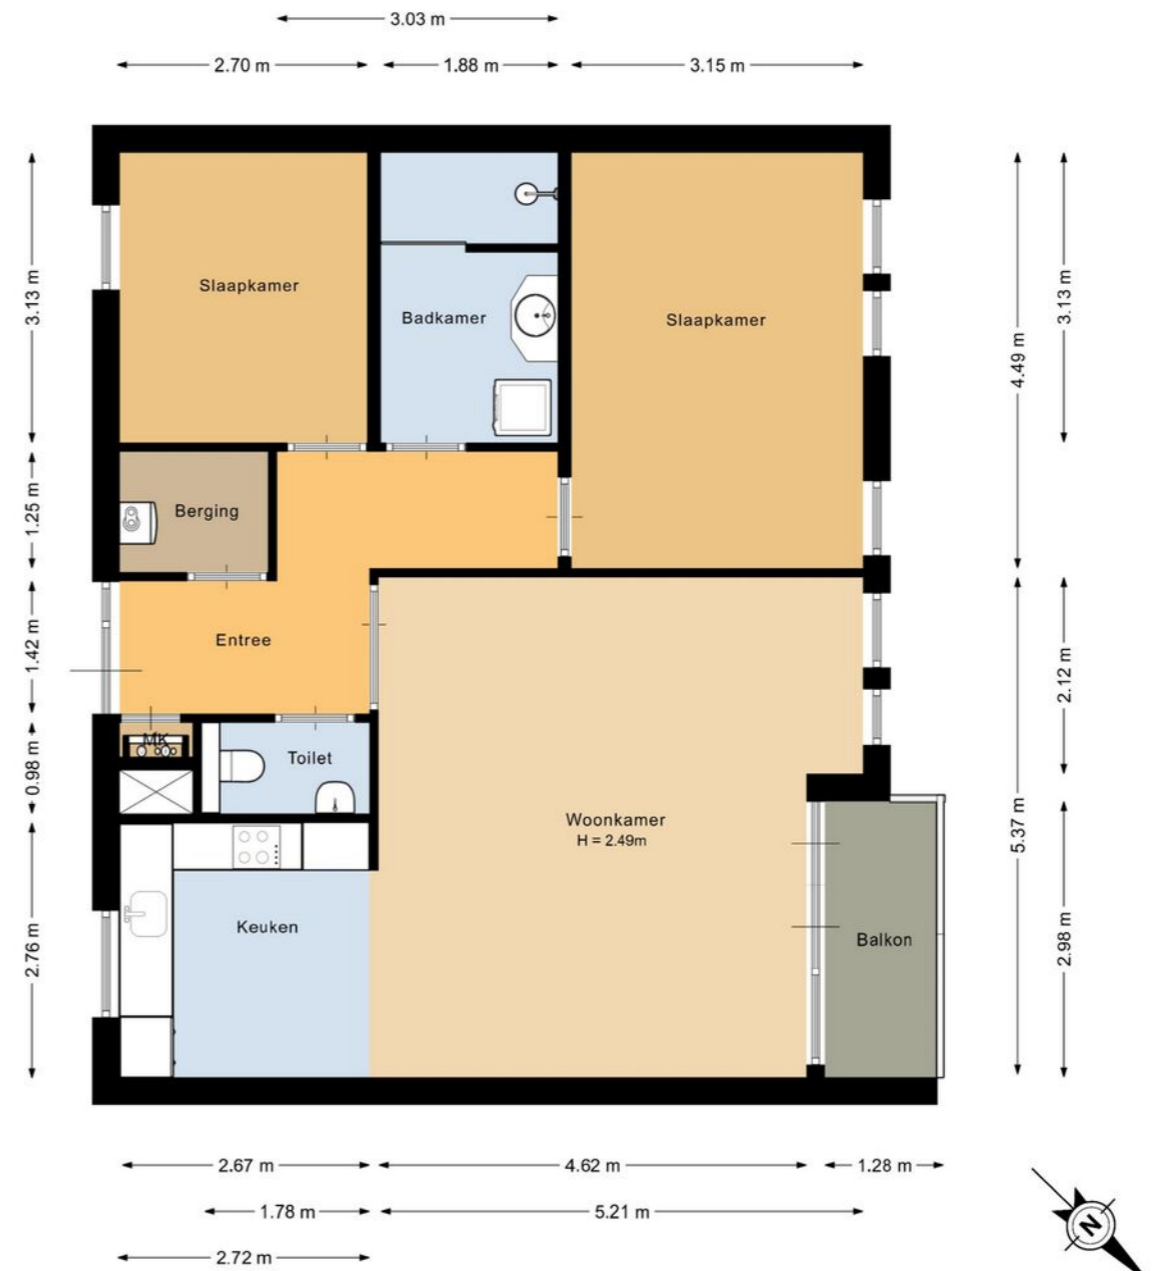 3.03 m
2.70 m
1.88 m
3.15 m
Slaapkamer
Badkamer
Slaapkamer
3.13 m
3.13 m
4.49 m
Berging
1.25 m
Entree
1.42 m
2.12 m
MK
Toilet
0.98 m
Woonkamer
H = 2.49m
5.37 m
Keuken
Balkon
2.76 m
2.98 m
2.67 m
4.62 m
1.28 m
1.78 m
5.21 m
2.72 m
N